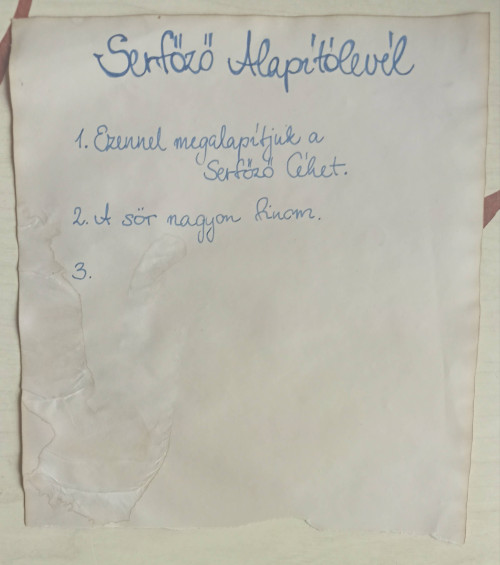 Serfőző Alapítólevél
1. Ezennel megalapítjuk a
Serfőző Céhet.
2. A sör nagyon finom.
3.